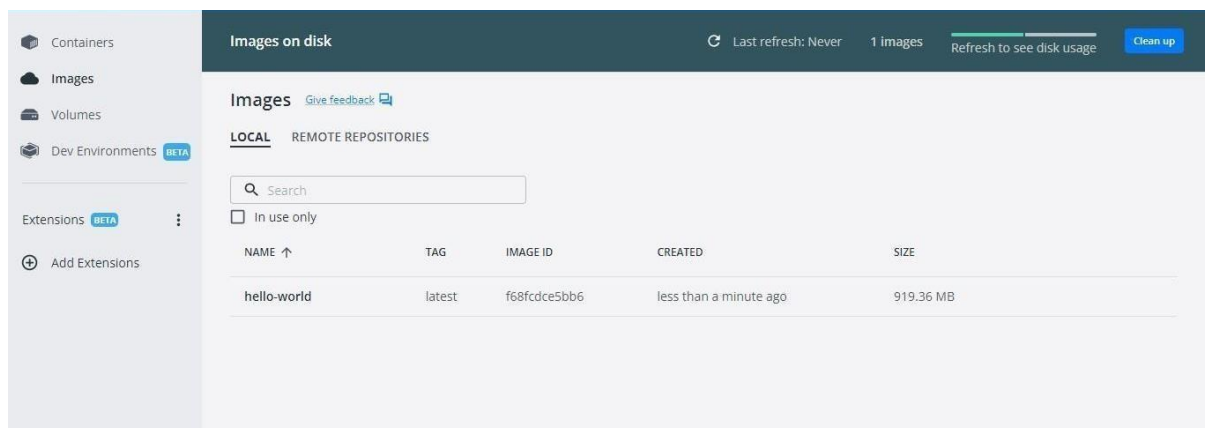 Containers
Images
Volumes
Dev Environments BETA
Extensions BETA
Add Extensions
Images on disk
Last refresh: Never
1 images
Refresh to see disk usage
Clean up
Images Give feedback
LOCAL REMOTE REPOSITORIES
Search
In use only
NAME TAG IMAGE ID CREATED SIZE
hello-world latest f68fcdce5bb6 less than a minute ago 919.36 MB